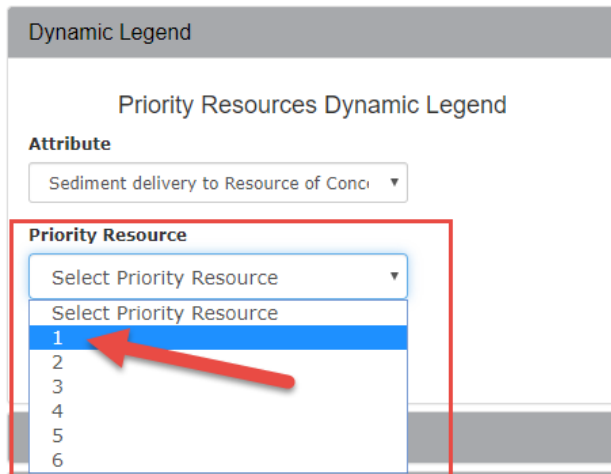 Dynamic Legend
Priority Resources Dynamic Legend
Attribute
Sediment delivery to Resource of Conc
Priority Resource
Select Priority Resource
Select Priority Resource
1
2
3
4
5
6